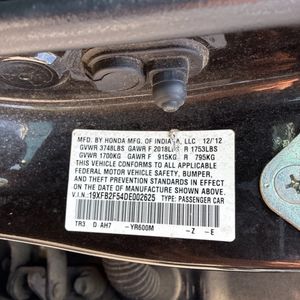 MFD. BY HONDA MFG. OF INDIANA, LLC 12/12
GVWR 3748LBS GAWR F 2018LBS R 1753LBS
GVWR 1700KG GAWR F 915KG R 795KG
THIS VEHICLE CONFORMS TO ALL APPLICABLE
FEDERAL MOTOR VEHICLE SAFETY, BUMPER,
AND THEFT PREVENTION STANDARDS IN EFFECT
ON THE DATE OF MANUFACTURE SHOWN ABOVE.
V.I.N.: 19XFB2F54DE002625 TYPE: PASSENGER CAR
TR3 D AH7 -YR600M -Z -E